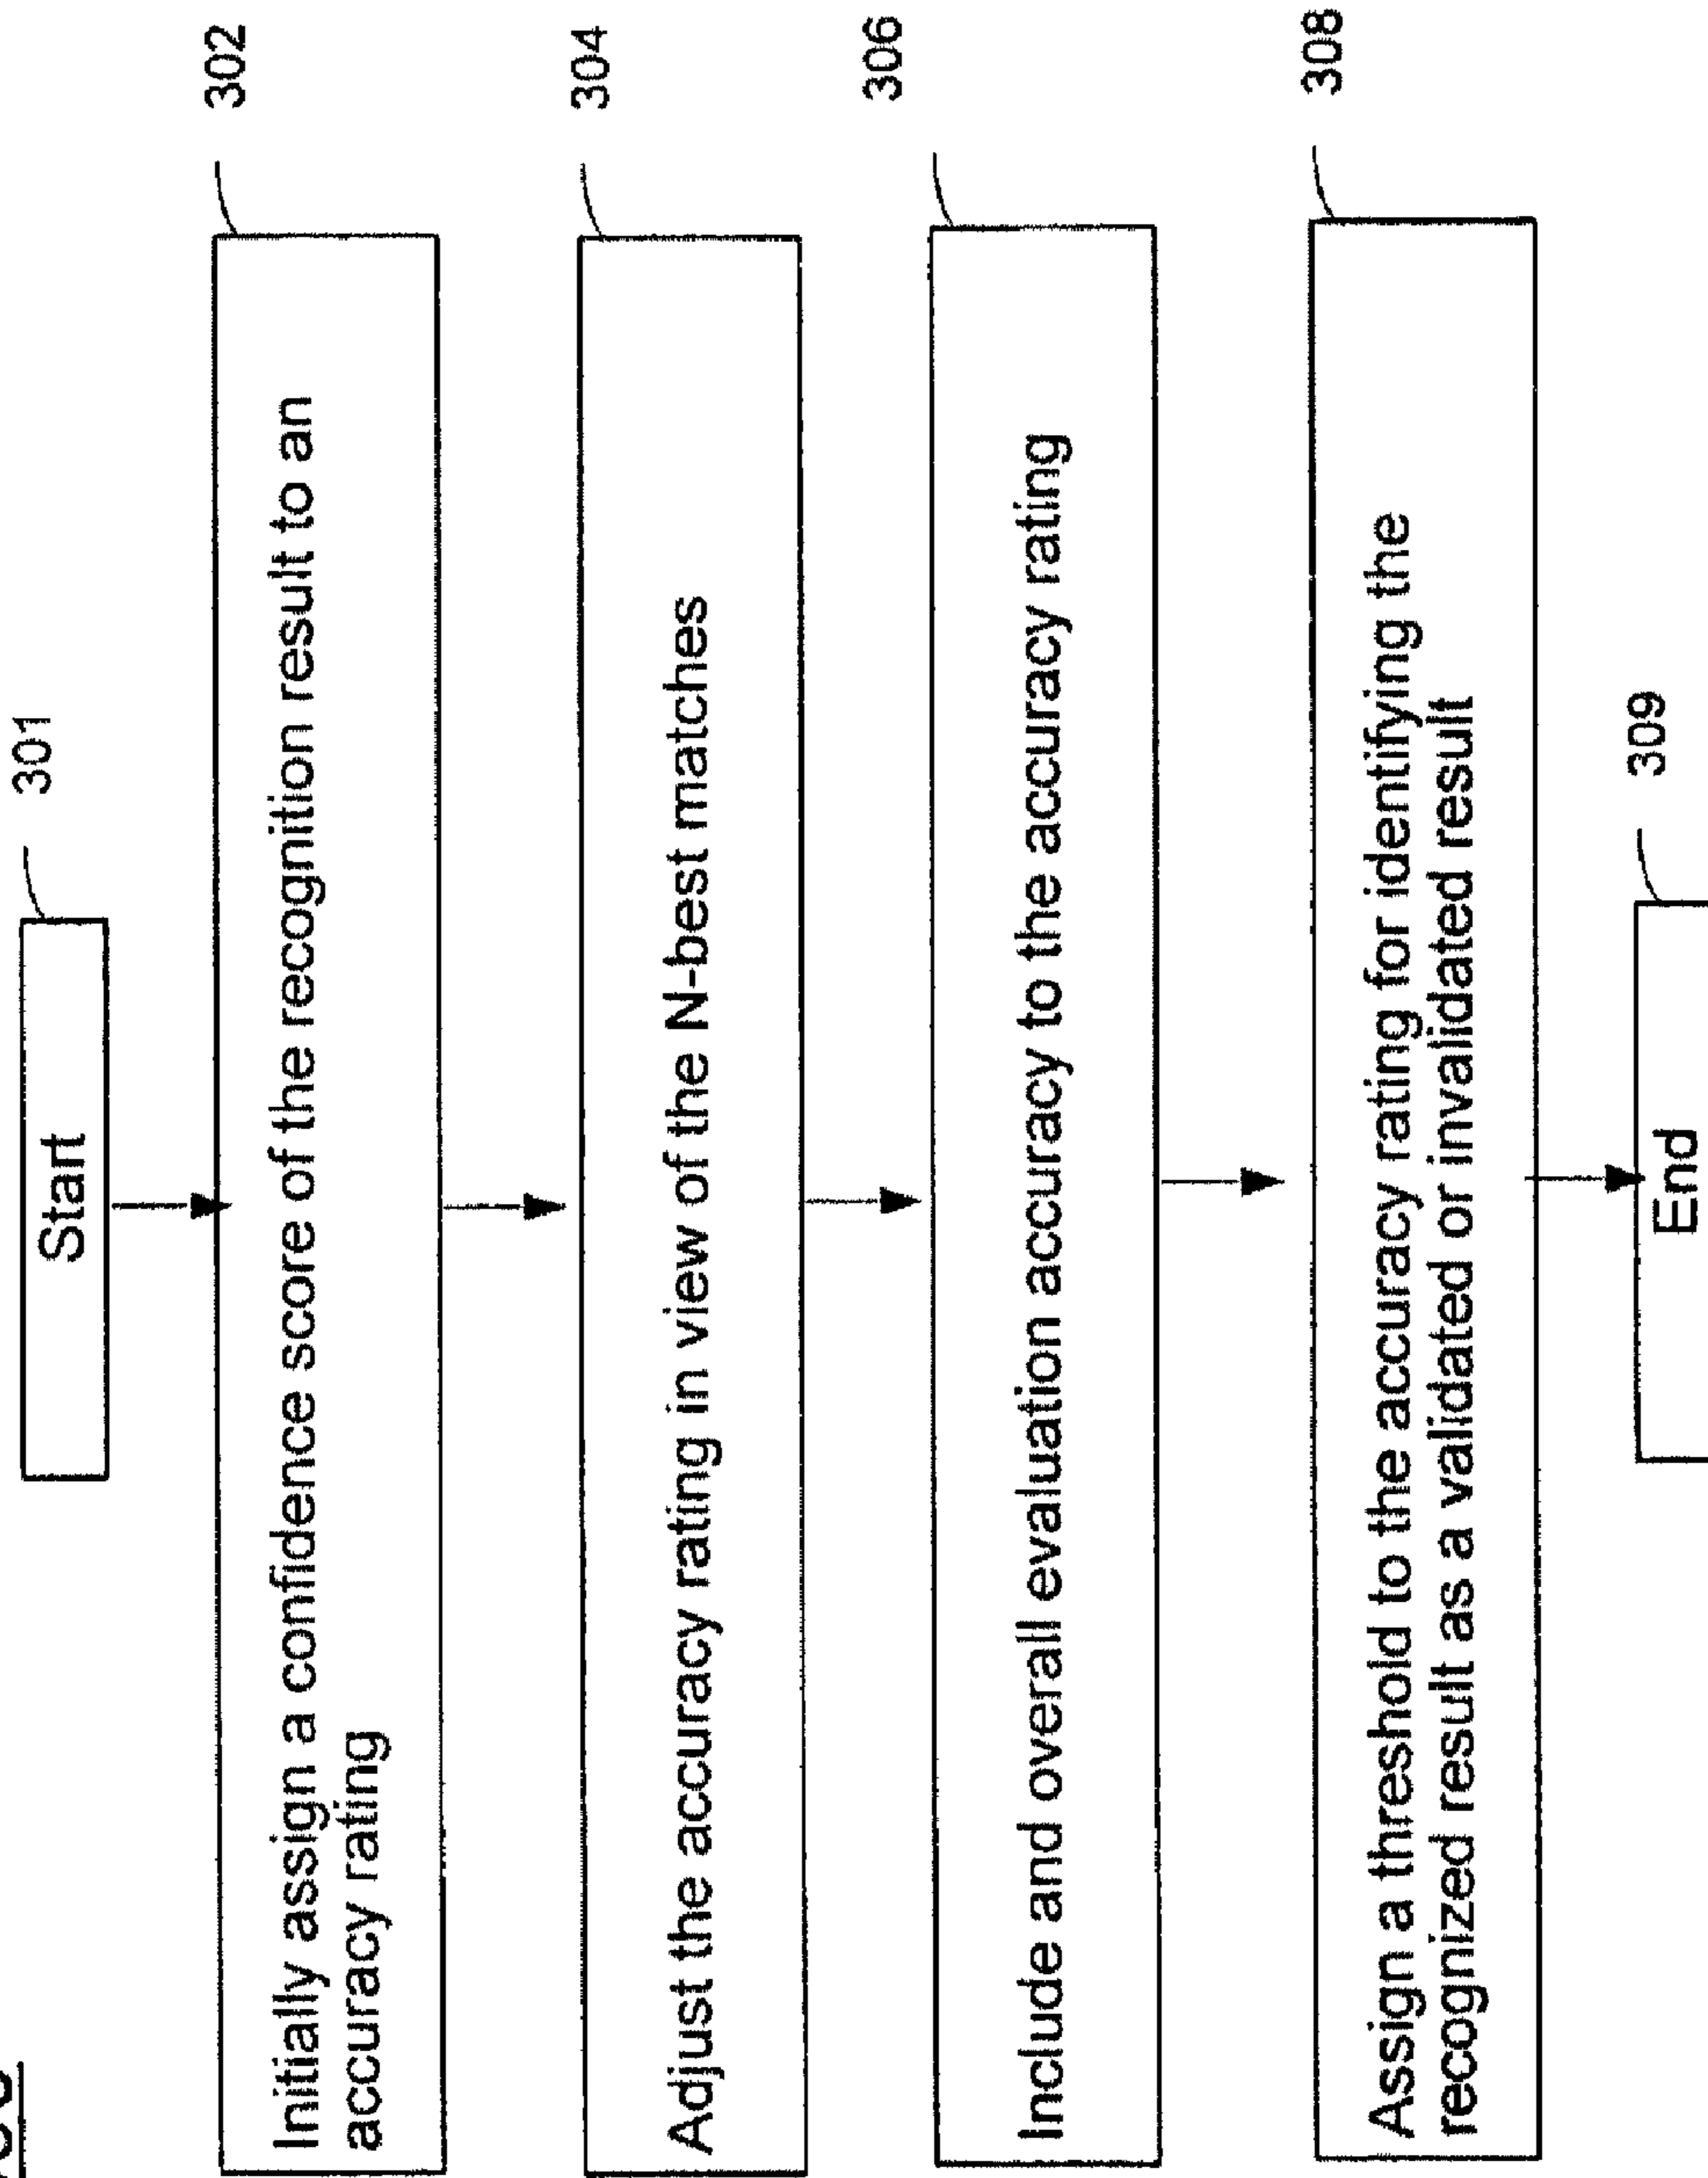 Start
301
Initially assign a confidence score of the recognition result to an
accuracy rating
302
Adjust the accuracy rating in view of the N-best matches
304
Include and overall evaluation accuracy to the accuracy rating
306
Assign a threshold to the accuracy rating for identifying the
recognized result as a validated or invalidated result
308
End
309